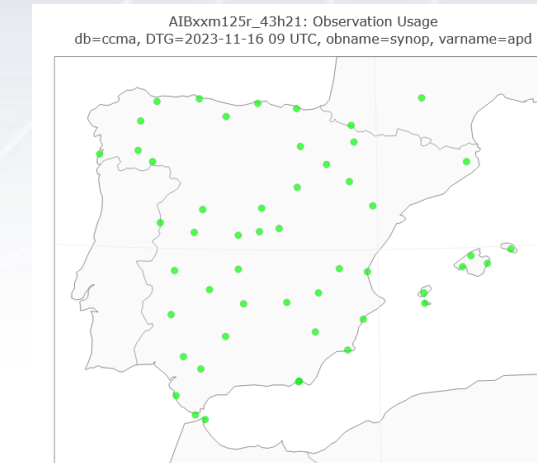 AIBxxm125r_43h21: Observation Usage
db=ccma, DTG=2023-11-16 09 UTC, obname=synop, varname=apd